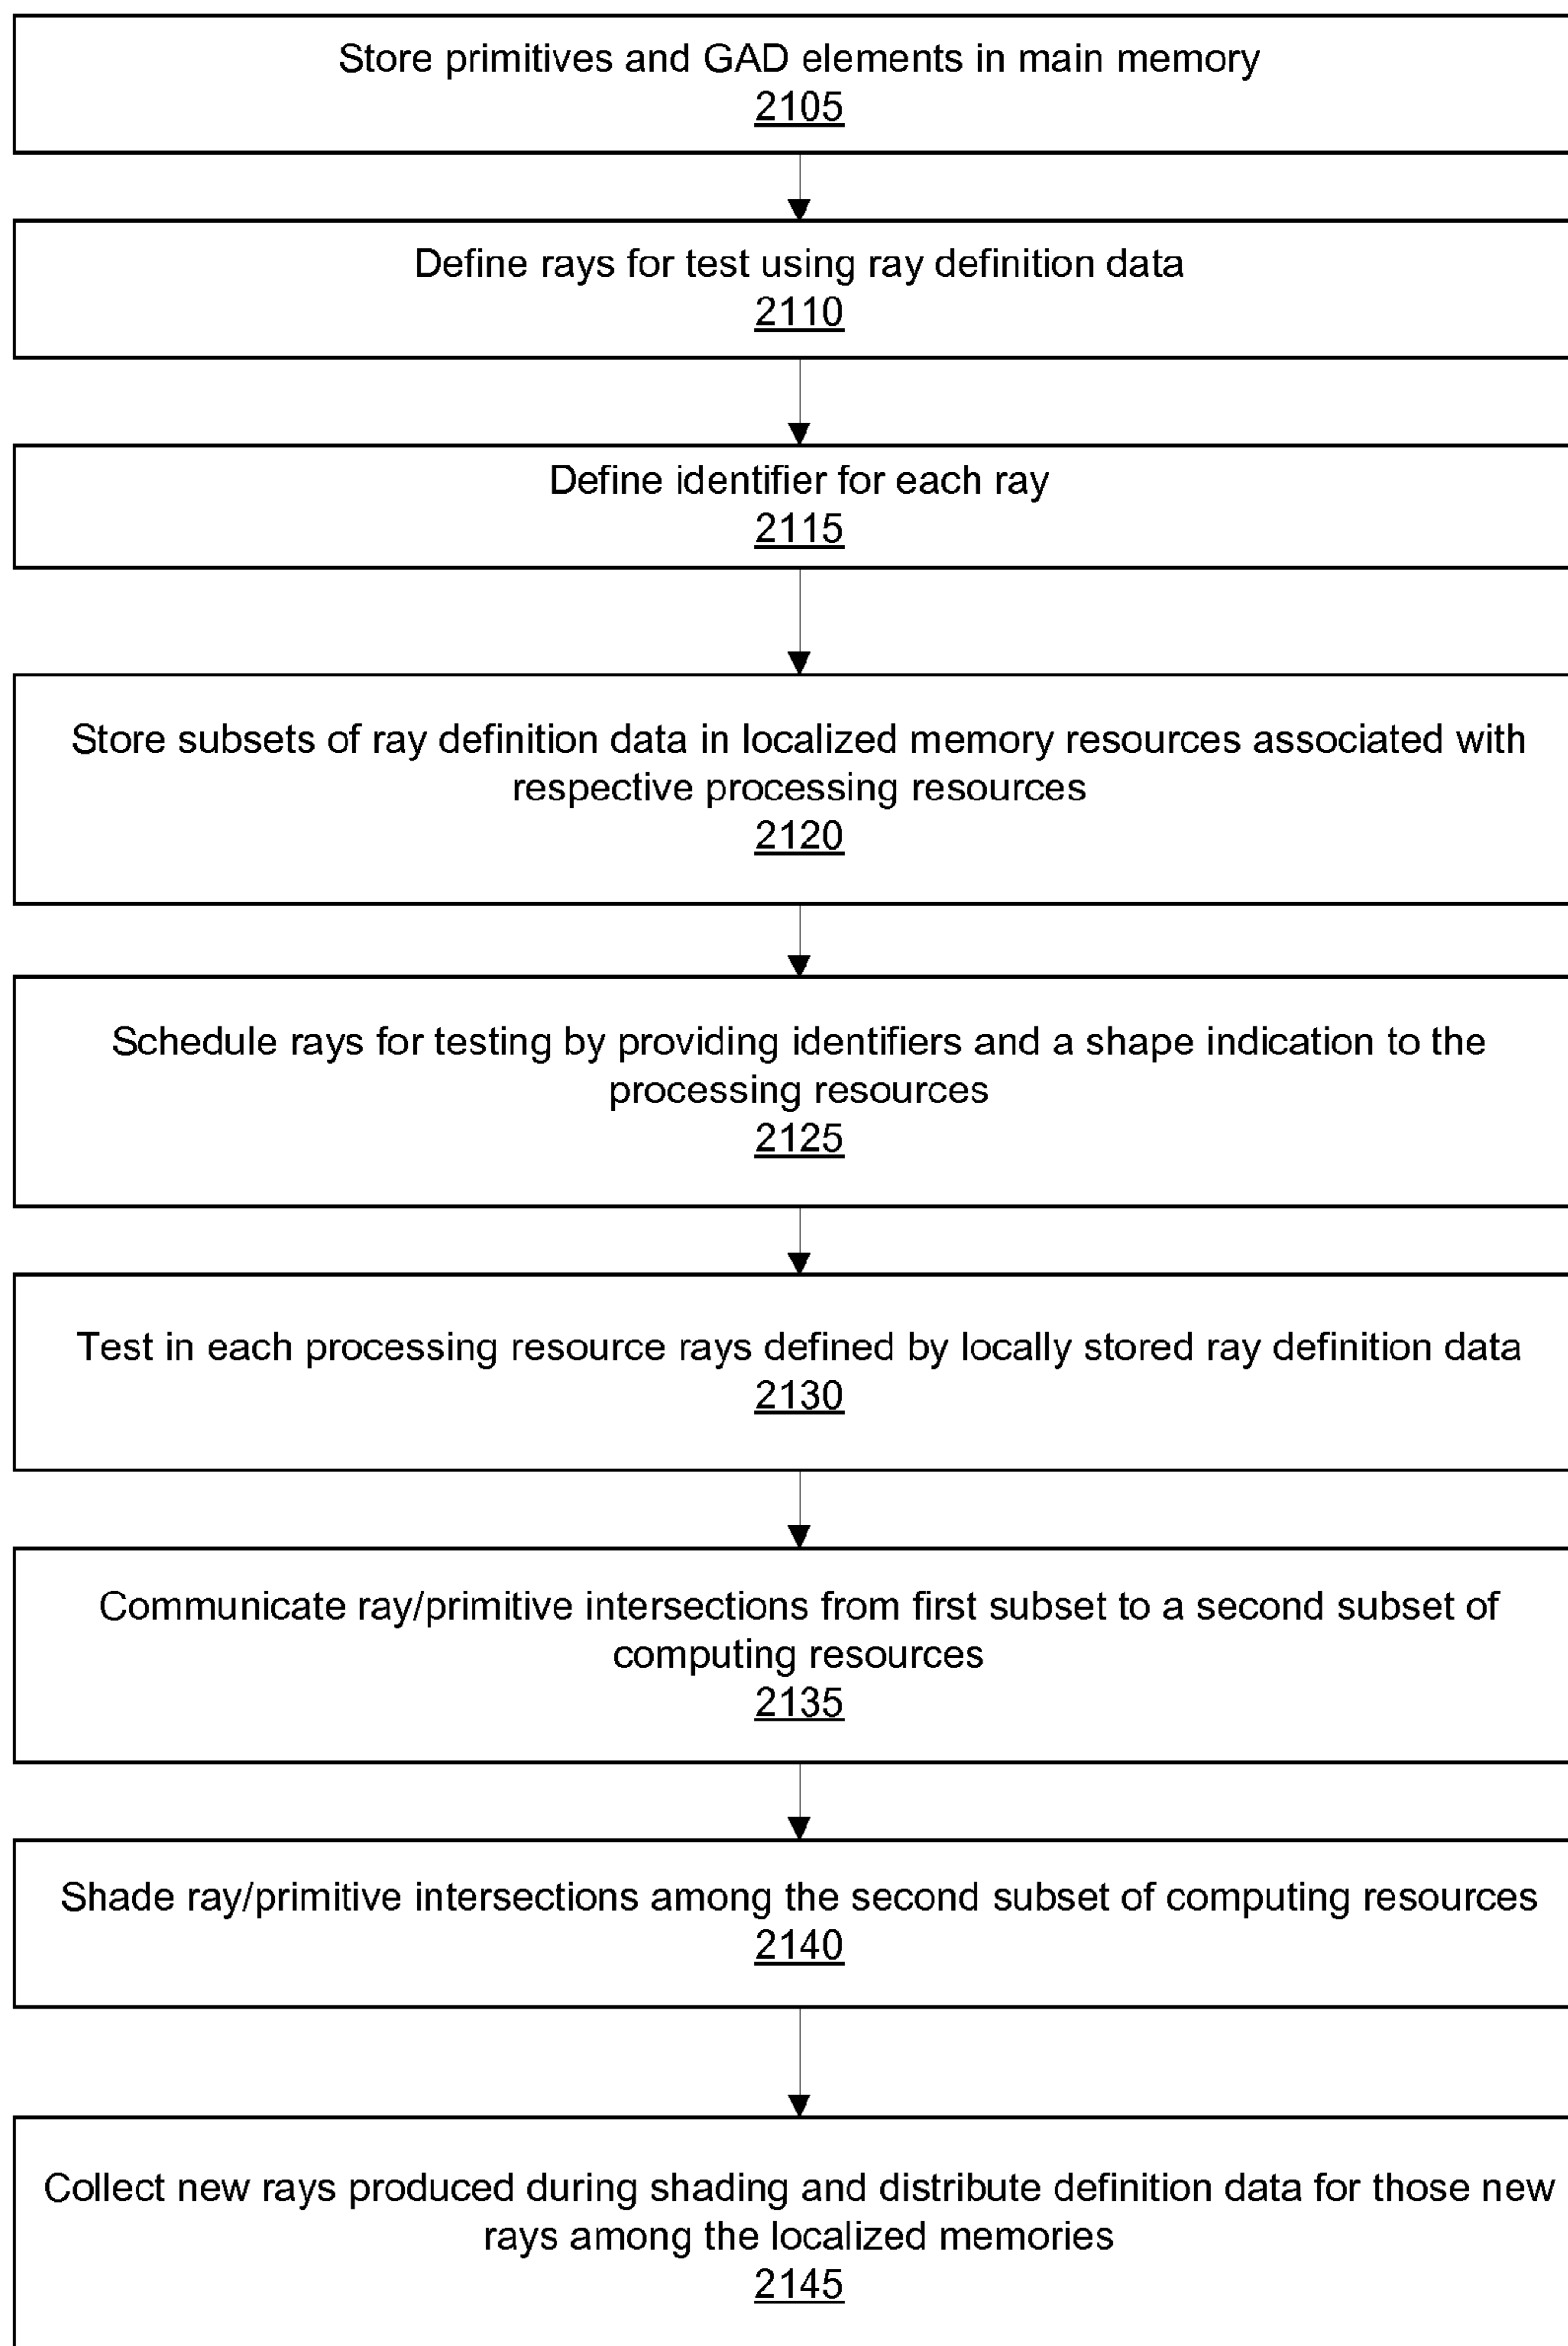 Store primitives and GAD elements in main memory
2105
Define rays for test using ray definition data
2110
Define identifier for each ray
2115
Store subsets of ray definition data in localized memory resources associated with
respective processing resources
2120
Schedule rays for testing by providing identifiers and a shape indication to the
processing resources
2125
Test in each processing resource rays defined by locally stored ray definition data
2130
Communicate ray/primitive intersections from first subset to a second subset of
computing resources
2135
Shade ray/primitive intersections among the second subset of computing resources
2140
Collect new rays produced during shading and distribute definition data for those new
rays among the localized memories
2145